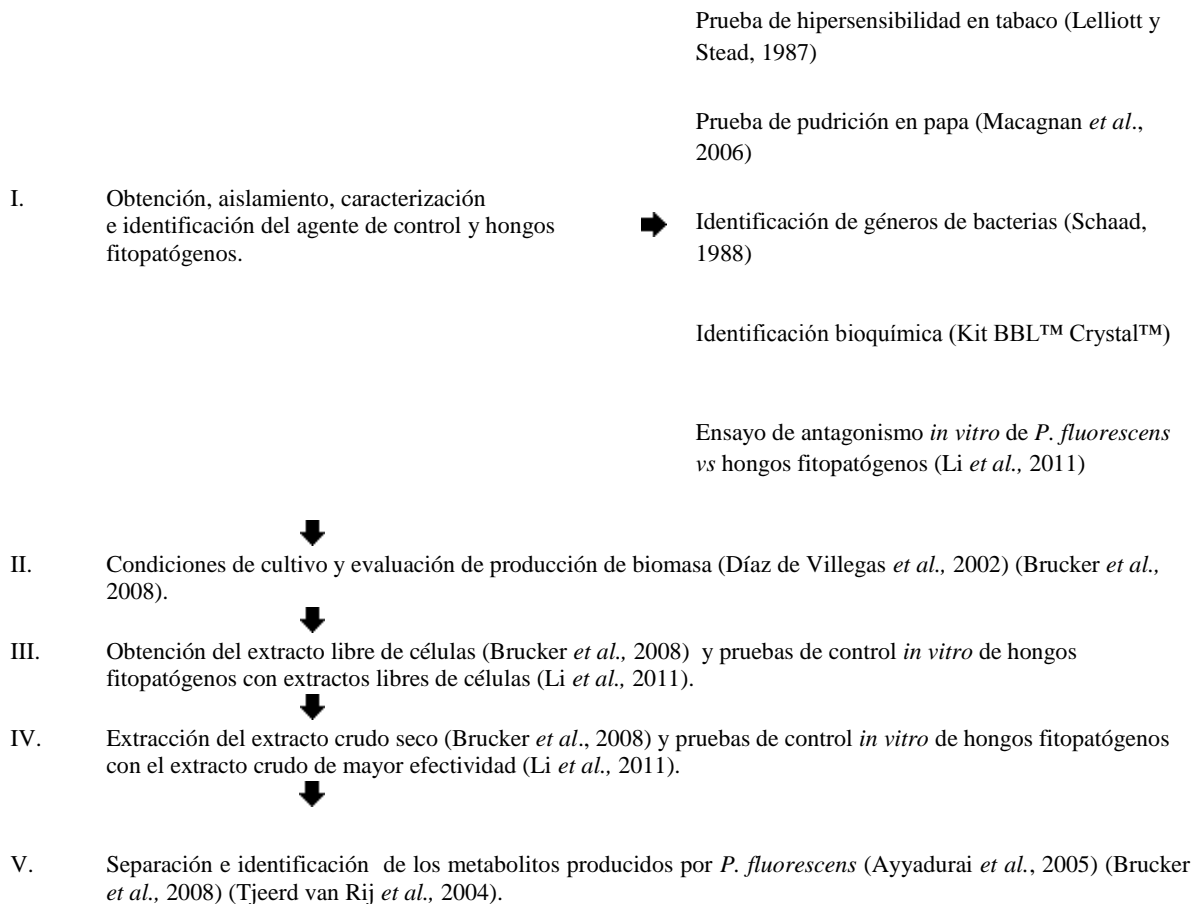 Prueba de hipersensibilidad en tabaco (Lelliott y
Stead, 1987)
Prueba de pudrición en papa (Macagnan et al.,
2006)
I. Obtención, aislamiento, caracterización
e identificación del agente de control y hongos
fitopatógenos.
Identificación de géneros de bacterias (Schaad,
1988)
Identificación bioquímica (Kit BBL™ Crystal™)
Ensayo de antagonismo in vitro de P. fluorescens
vs hongos fitopatógenos (Li et al., 2011)
II. Condiciones de cultivo y evaluación de producción de biomasa (Díaz de Villegas et al., 2002) (Brucker et al.,
2008).
III. Obtención del extracto libre de células (Brucker et al., 2008) y pruebas de control in vitro de hongos
fitopatógenos con extractos libres de células (Li et al., 2011).
IV. Extracción del extracto crudo seco (Brucker et al., 2008) y pruebas de control in vitro de hongos fitopatógenos
con el extracto crudo de mayor efectividad (Li et al., 2011).
V. Separación e identificación de los metabolitos producidos por P. fluorescens (Ayyadurai et al., 2005) (Brucker
et al., 2008) (Tjeerd van Rij et al., 2004).